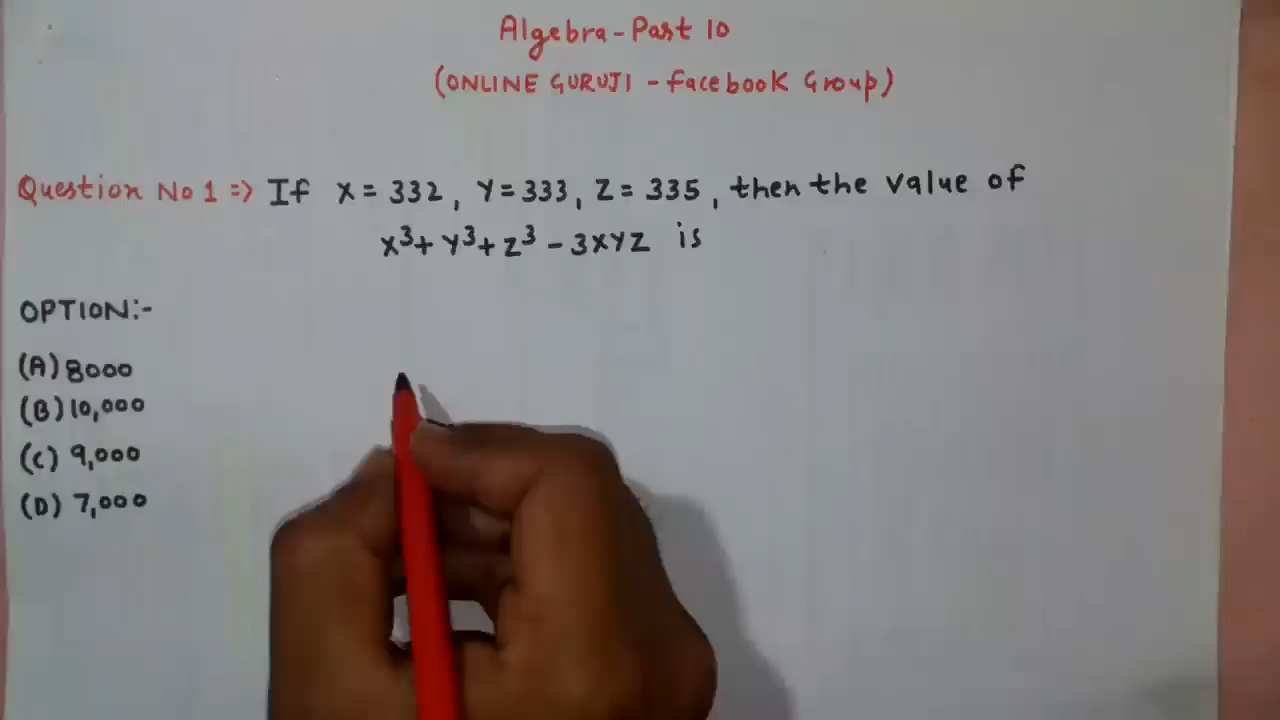 Algebra-Part 10
(ONLINE GURUJI - facebook Group)
Question No 1 => If X = 332, Y = 333, Z = 335, then the value of
x³+ y³+ z³ - 3XYZ is
OPTION:-
(A) 8000
(B) 10,000
(C) 9,000
(D) 7,000